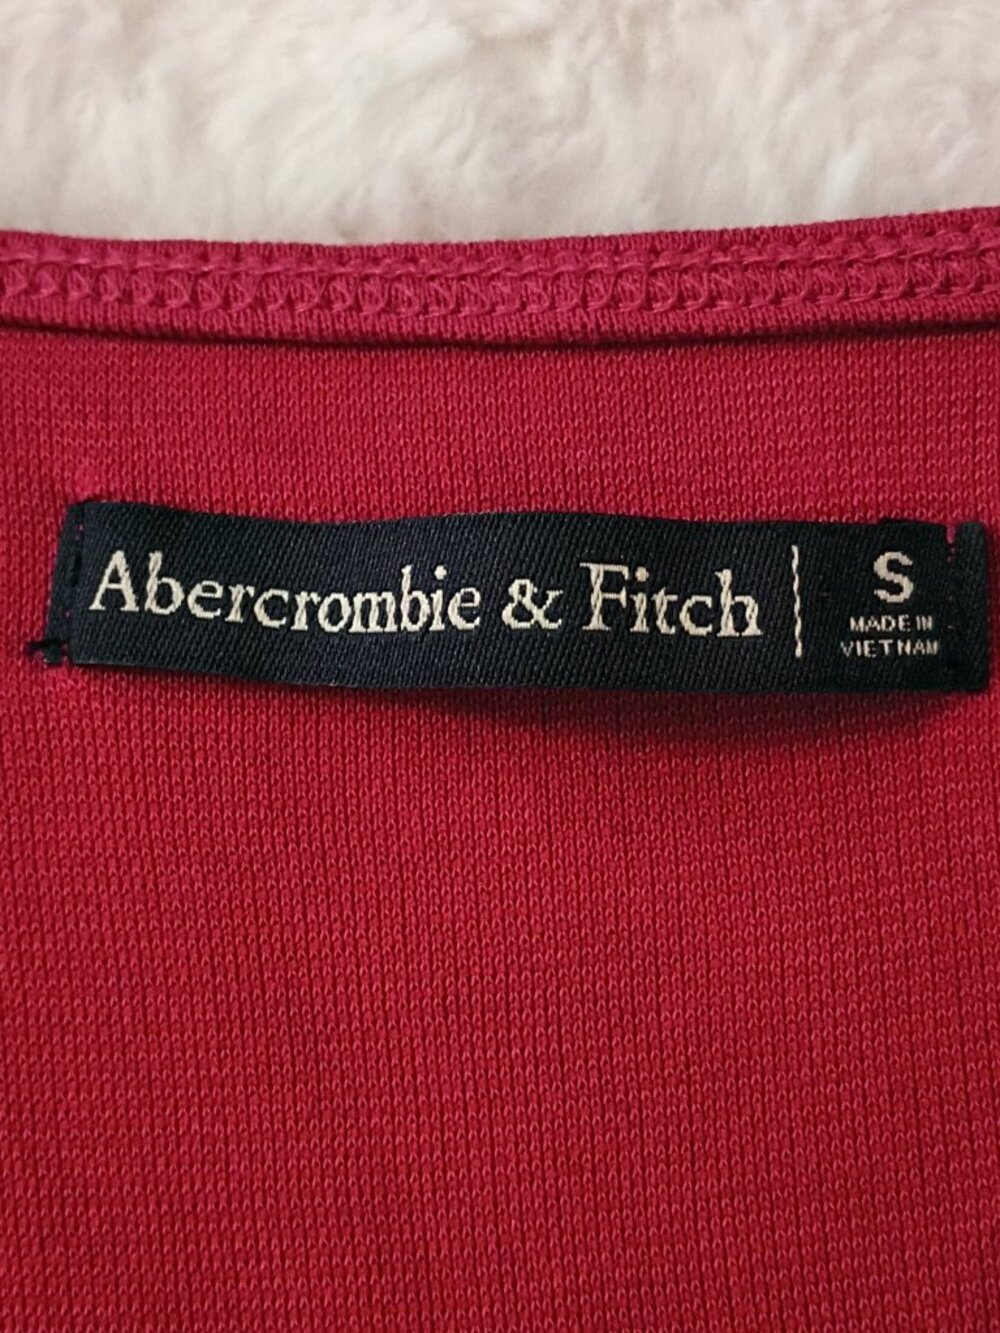 Abercrombie & Fitch | S
MADE IN
VIETNAM